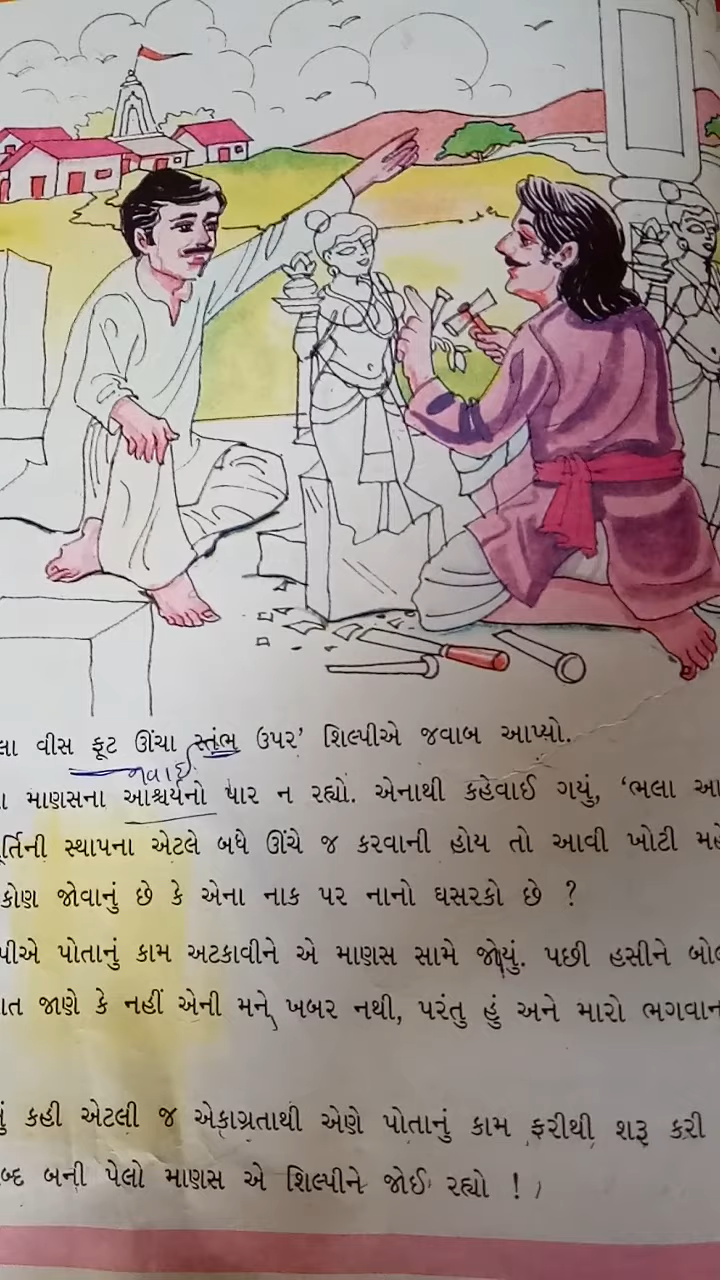 વીસ ફૂટ ઊંચા સ્તંભ ઉપર’ શિલ્પીએ જવાબ આપ્યો.
નવાઈ
માણસના આશ્ચર્યનો પાર ન રહ્યો. એનાથી કહેવાઈ ગયું, ‘ભલા
સ્થાપના એટલે બધે ઊંચે જ કરવાની હોય તો આવી ખોટી
કોણ જોવાનું છે કે એના નાક પર નાનો ઘસરકો છે ?
પોતાનું કામ અટકાવીને એ માણસ સામે જોયું. પછી હસીને
જાણે કે નહીં એની મને ખબર નથી, પરંતુ હું અને મારો ભગવાન
કહી એટલી જ એકાગ્રતાથી એણે પોતાનું કામ ફરીથી શરૂ કરી
બની પેલો માણસ એ શિલ્પીને જોઈ રહ્યો !